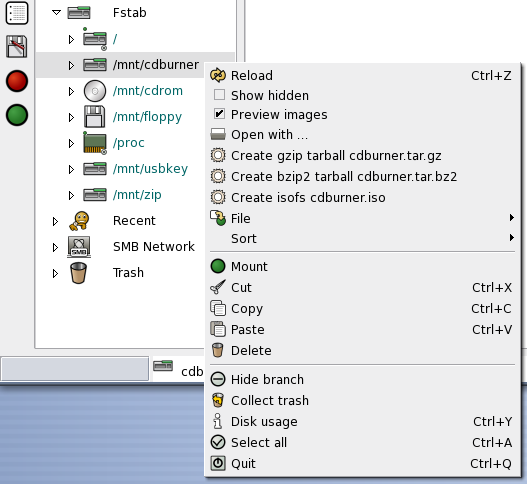 Fstab
/
/mnt/cdburner
/mnt/cdrom
/mnt/floppy
/proc
/mnt/usbkey
/mnt/zip
Recent
SMB
SMB Network
Trash
cdb
Reload Ctrl+Z
Show hidden
Preview images
Open with ...
Create gzip tarball cdburner.tar.gz
Create bzip2 tarball cdburner.tar.bz2
Create isofs cdburner.iso
File
Sort
Mount
Cut Ctrl+X
Copy Ctrl+C
Paste Ctrl+V
Delete
Hide branch
Collect trash
Disk usage Ctrl+Y
Select all Ctrl+A
Quit Ctrl+Q